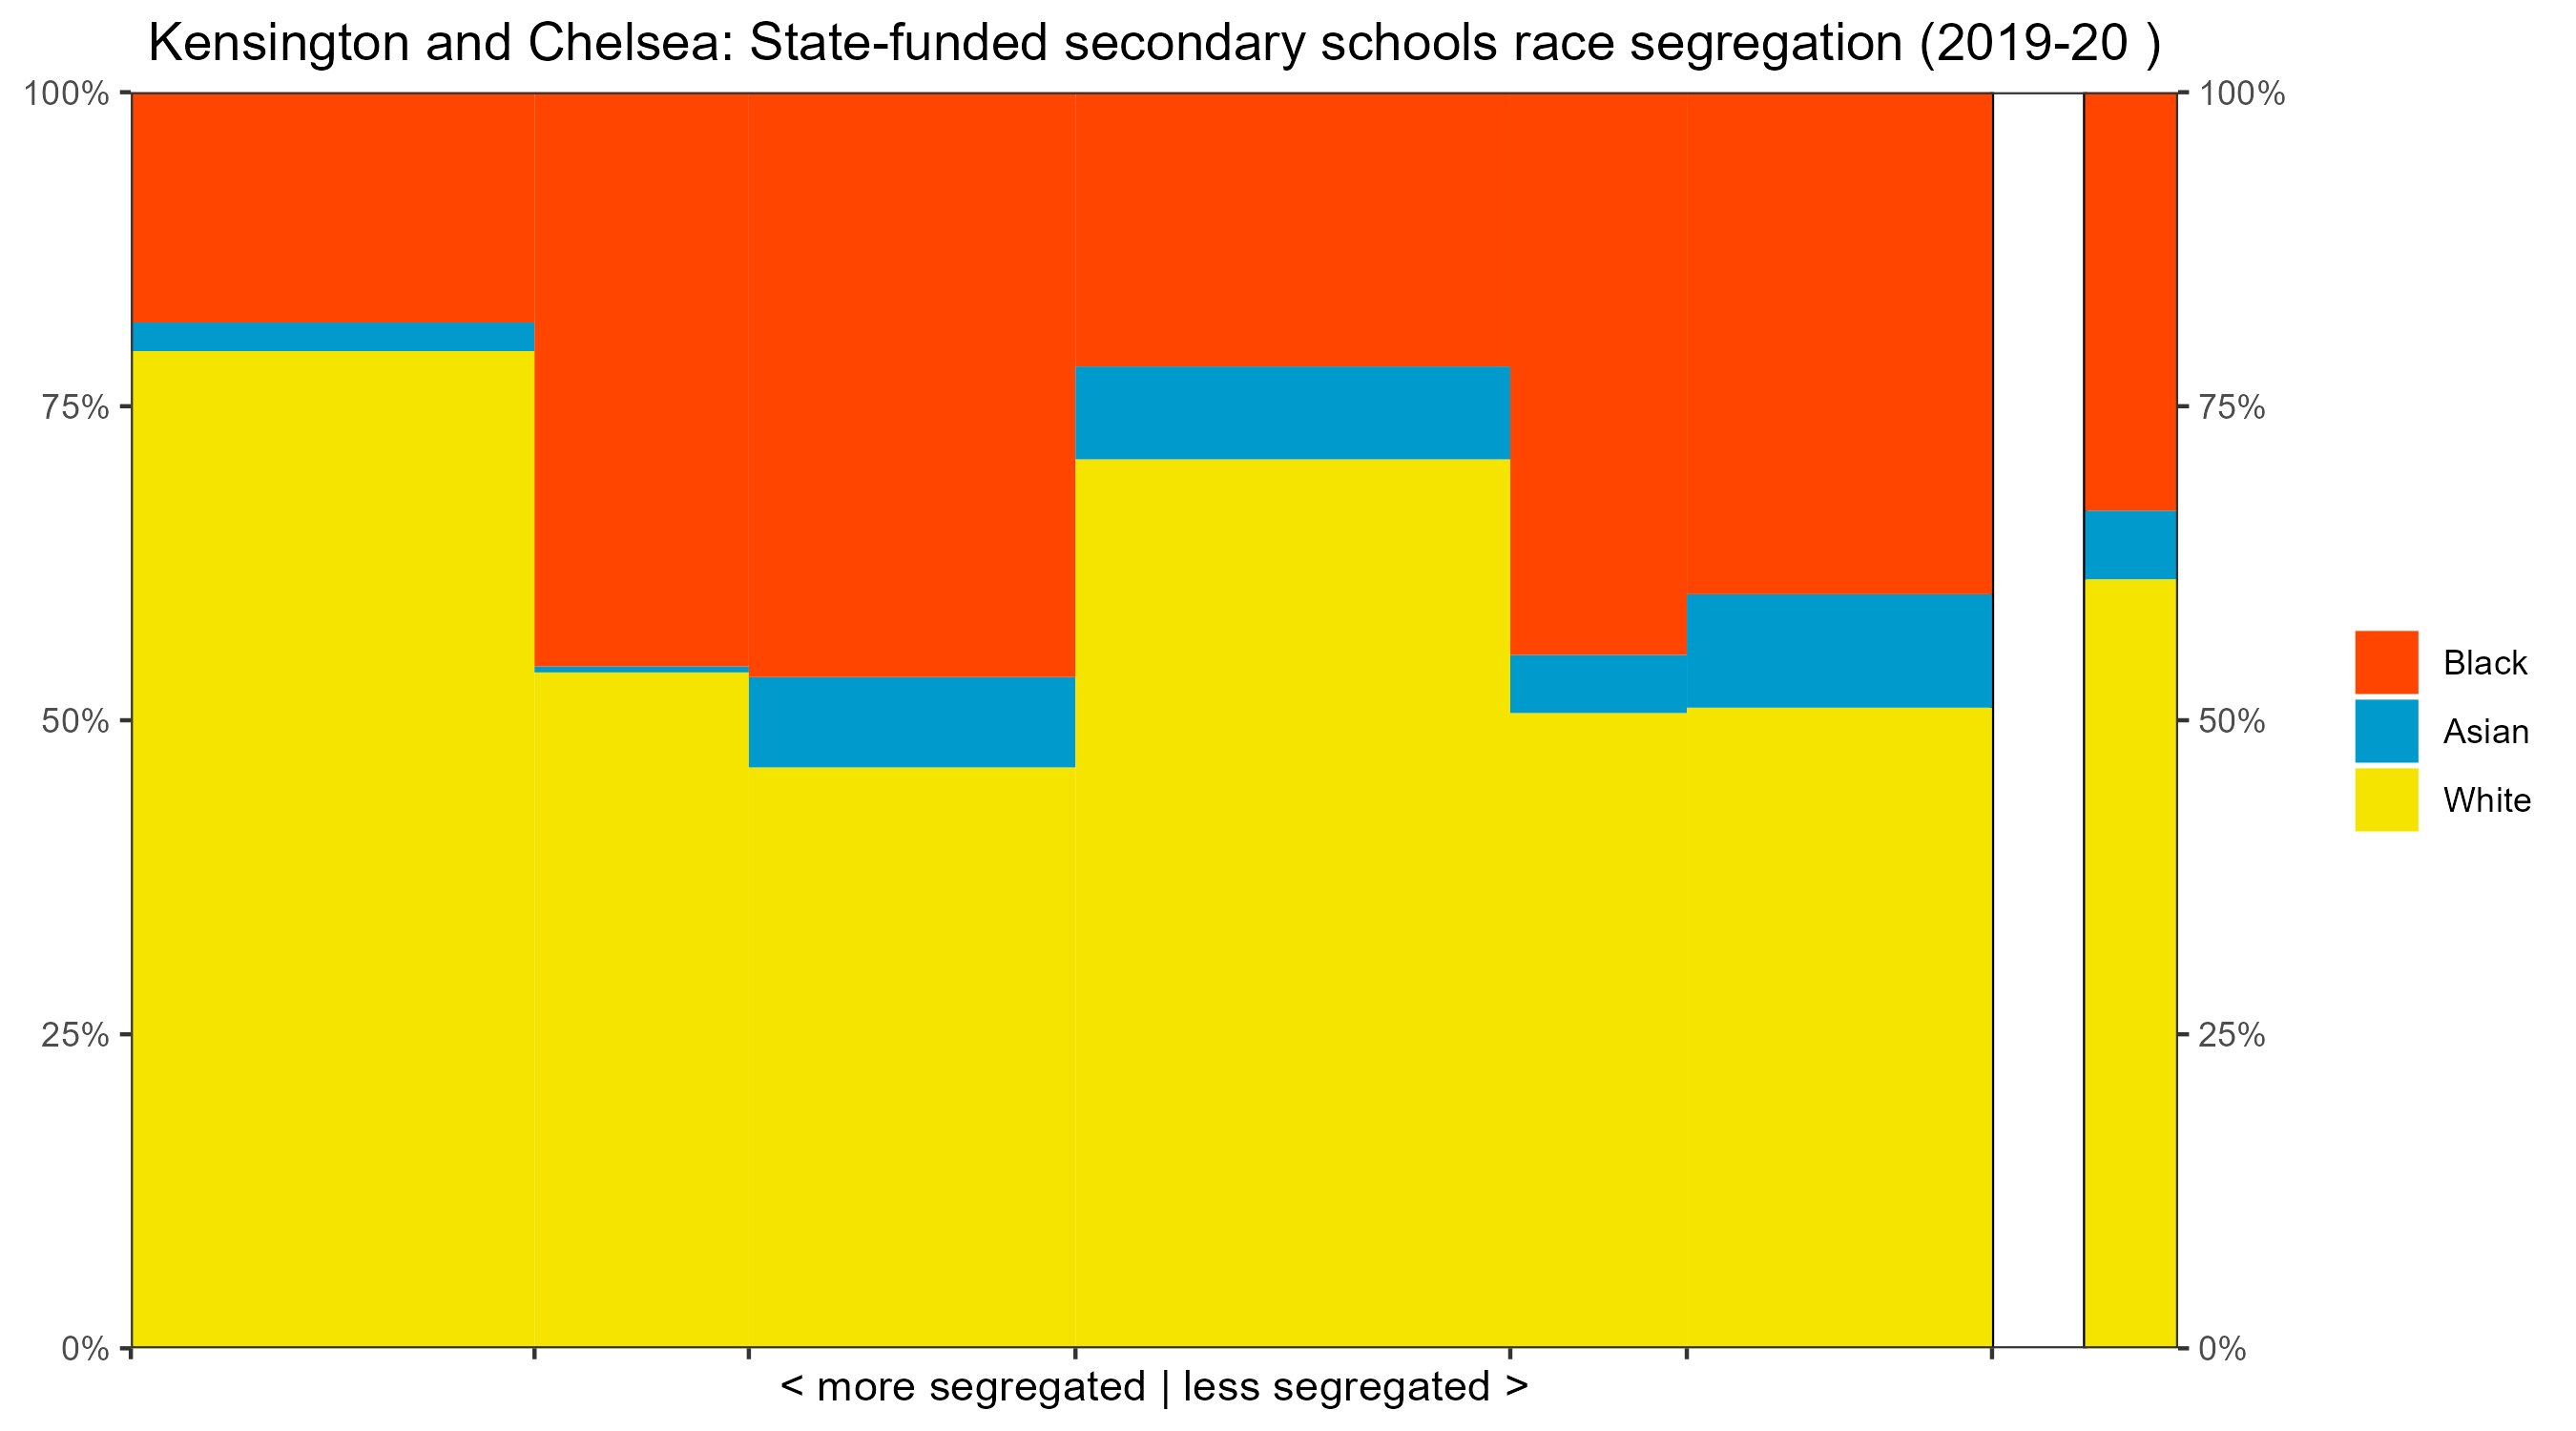 Kensington and Chelsea: State-funded secondary schools race segregation (2019-20 )
100%
75%
50%
25%
0%
100%
75%
50%
25%
0%
Black
Asian
White
< more segregated | less segregated >